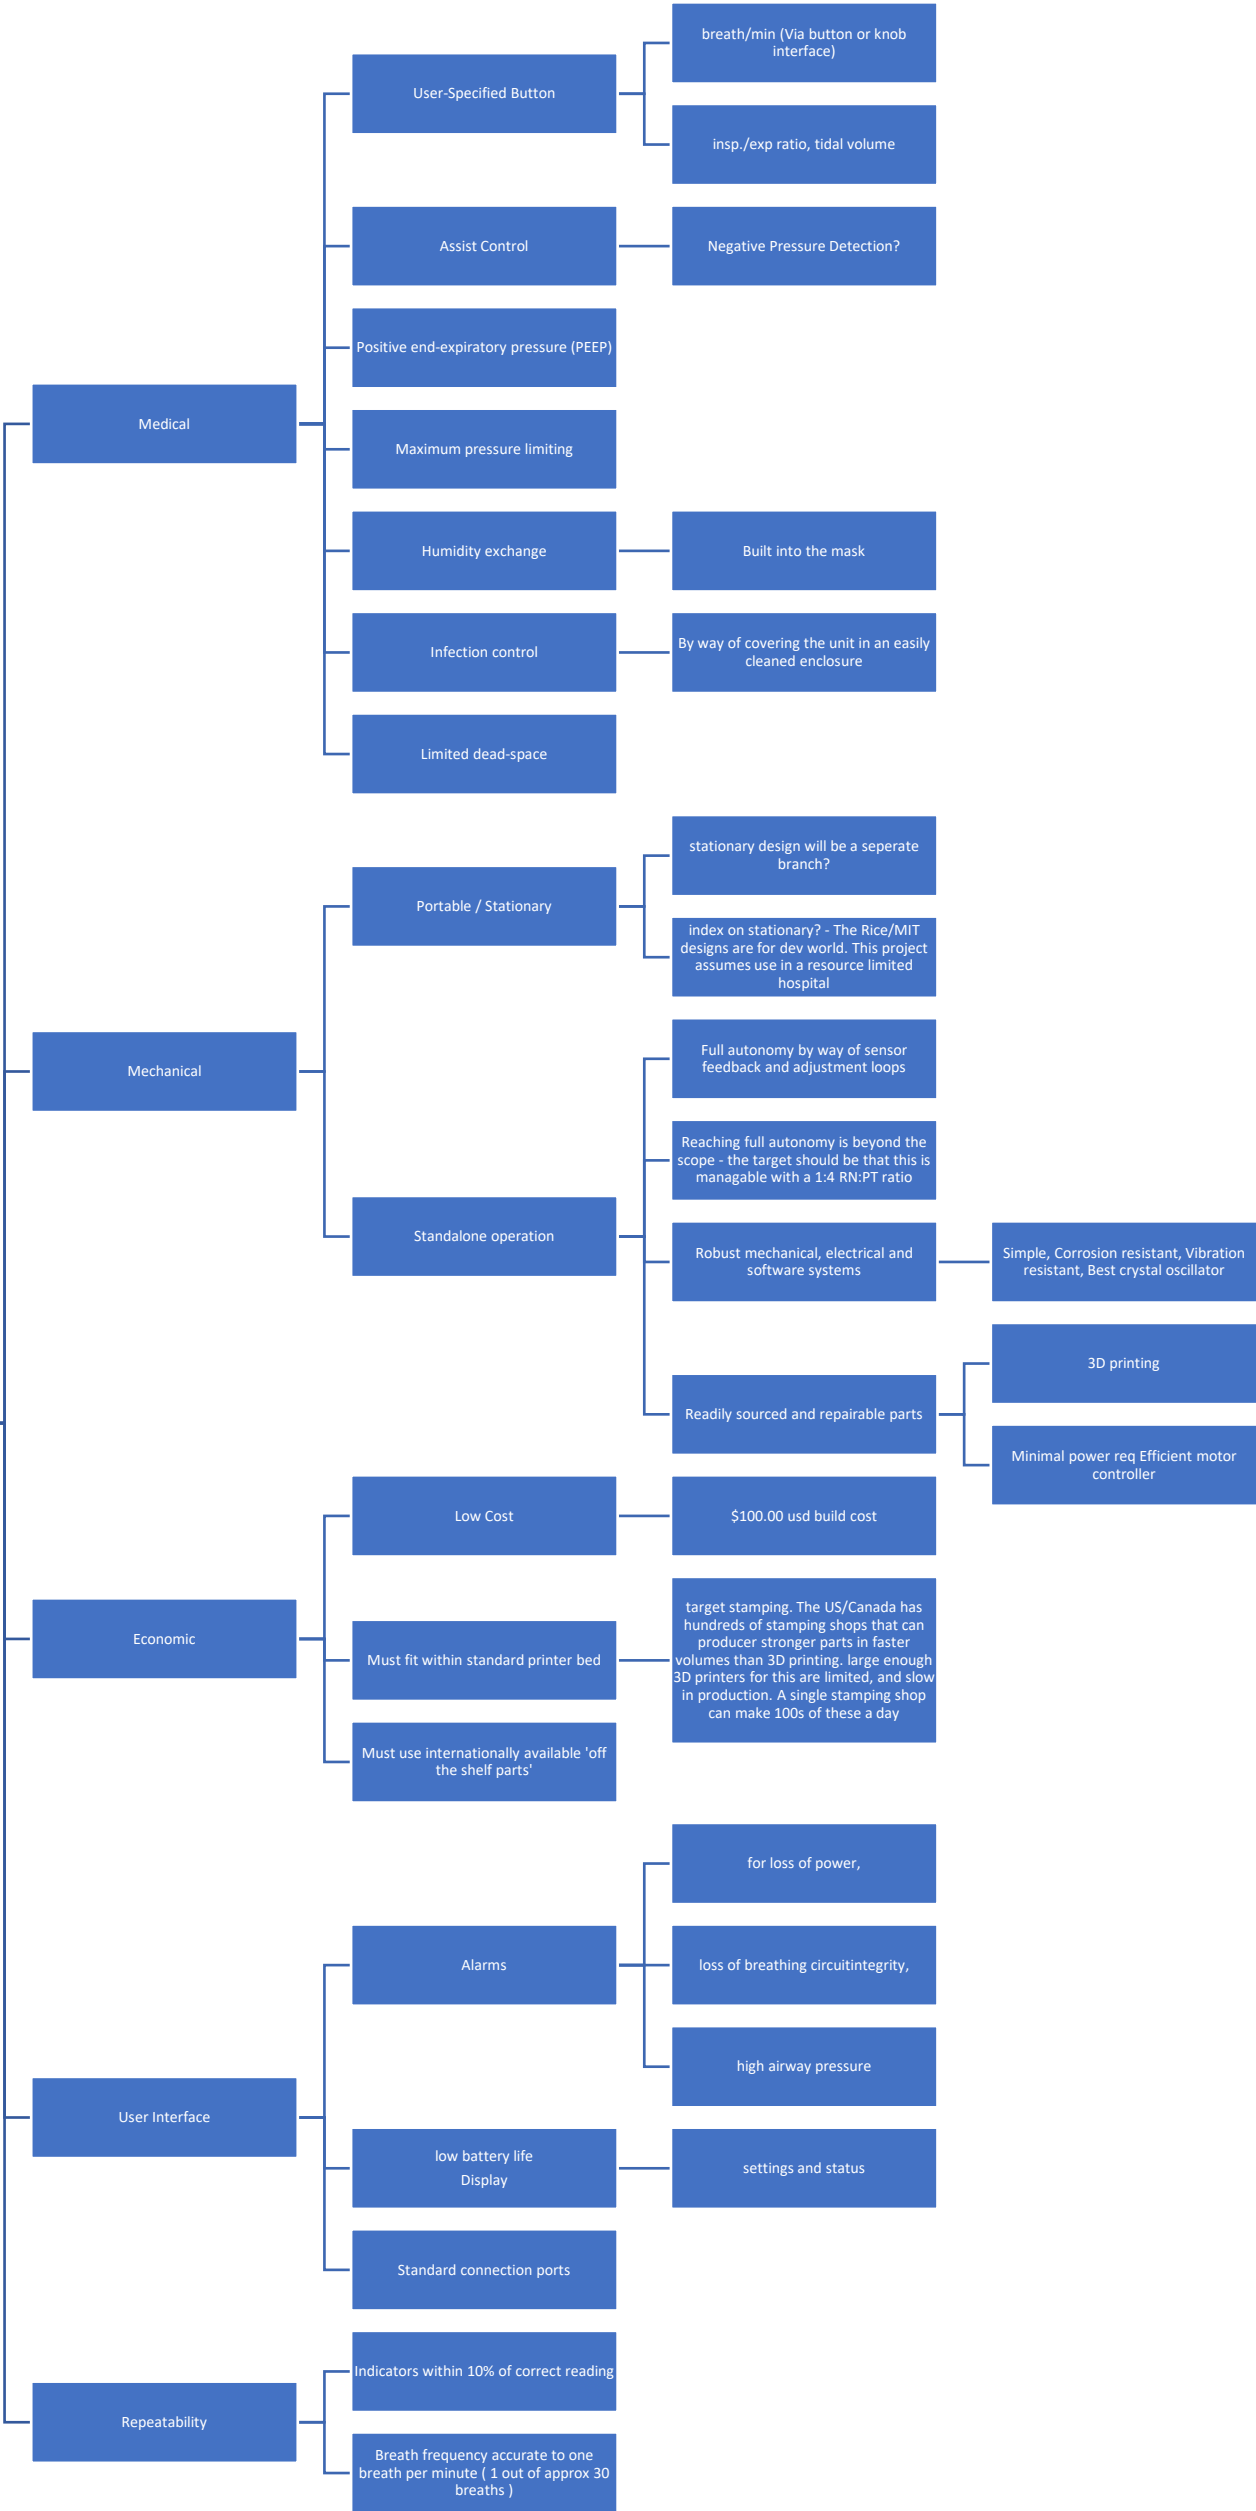 Medical
User-Specified Button
breath/min (Via button or knob
interface)
insp./exp ratio, tidal volume
Assist Control
Negative Pressure Detection?
Positive end-expiratory pressure (PEEP)
Maximum pressure limiting
Humidity exchange
Built into the mask
Infection control
By way of covering the unit in an easily
cleaned enclosure
Limited dead-space
Mechanical
Portable / Stationary
stationary design will be a seperate
branch?
index on stationary? - The Rice/MIT
designs are for dev world. This project
assumes use in a resource limited
hospital
Standalone operation
Full autonomy by way of sensor
feedback and adjustment loops
Reaching full autonomy is beyond the
scope - the target should be that this is
managable with a 1:4 RN:PT ratio
Robust mechanical, electrical and
software systems
Simple, Corrosion resistant, Vibration
resistant, Best crystal oscillator
Readily sourced and repairable parts
3D printing
Minimal power req Efficient motor
controller
Economic
Low Cost
$100.00 usd build cost
Must fit within standard printer bed
target stamping. The US/Canada has
hundreds of stamping shops that can
producer stronger parts in faster
volumes than 3D printing. large enough
3D printers for this are limited, and slow
in production. A single stamping shop
can make 100s of these a day
Must use internationally available 'off
the shelf parts'
User Interface
Alarms
for loss of power,
loss of breathing circuitintegrity,
high airway pressure
low battery life
Display
settings and status
Standard connection ports
Repeatability
Indicators within 10% of correct reading
Breath frequency accurate to one
breath per minute ( 1 out of approx 30
breaths )